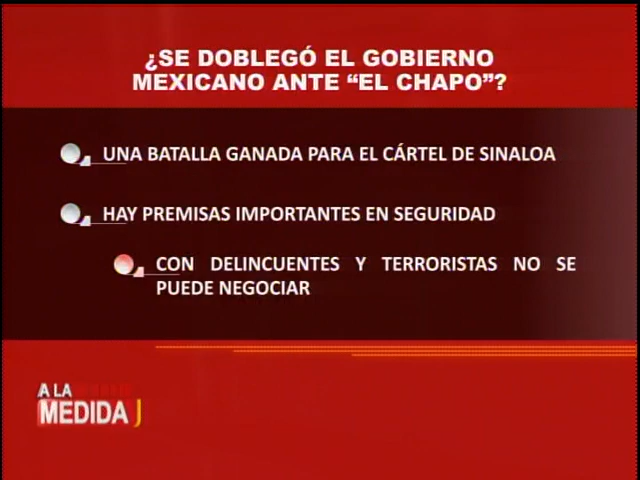 ¿SE DOBLEGÓ EL GOBIERNO
MEXICANO ANTE “EL CHAPO”?
UNA BATALLA GANADA PARA EL CÁRTEL DE SINALOA
HAY PREMISAS IMPORTANTES EN SEGURIDAD
CON DELINCUENTES Y TERRORISTAS NO SE
PUEDE NEGOCIAR
A LA
MEDIDA